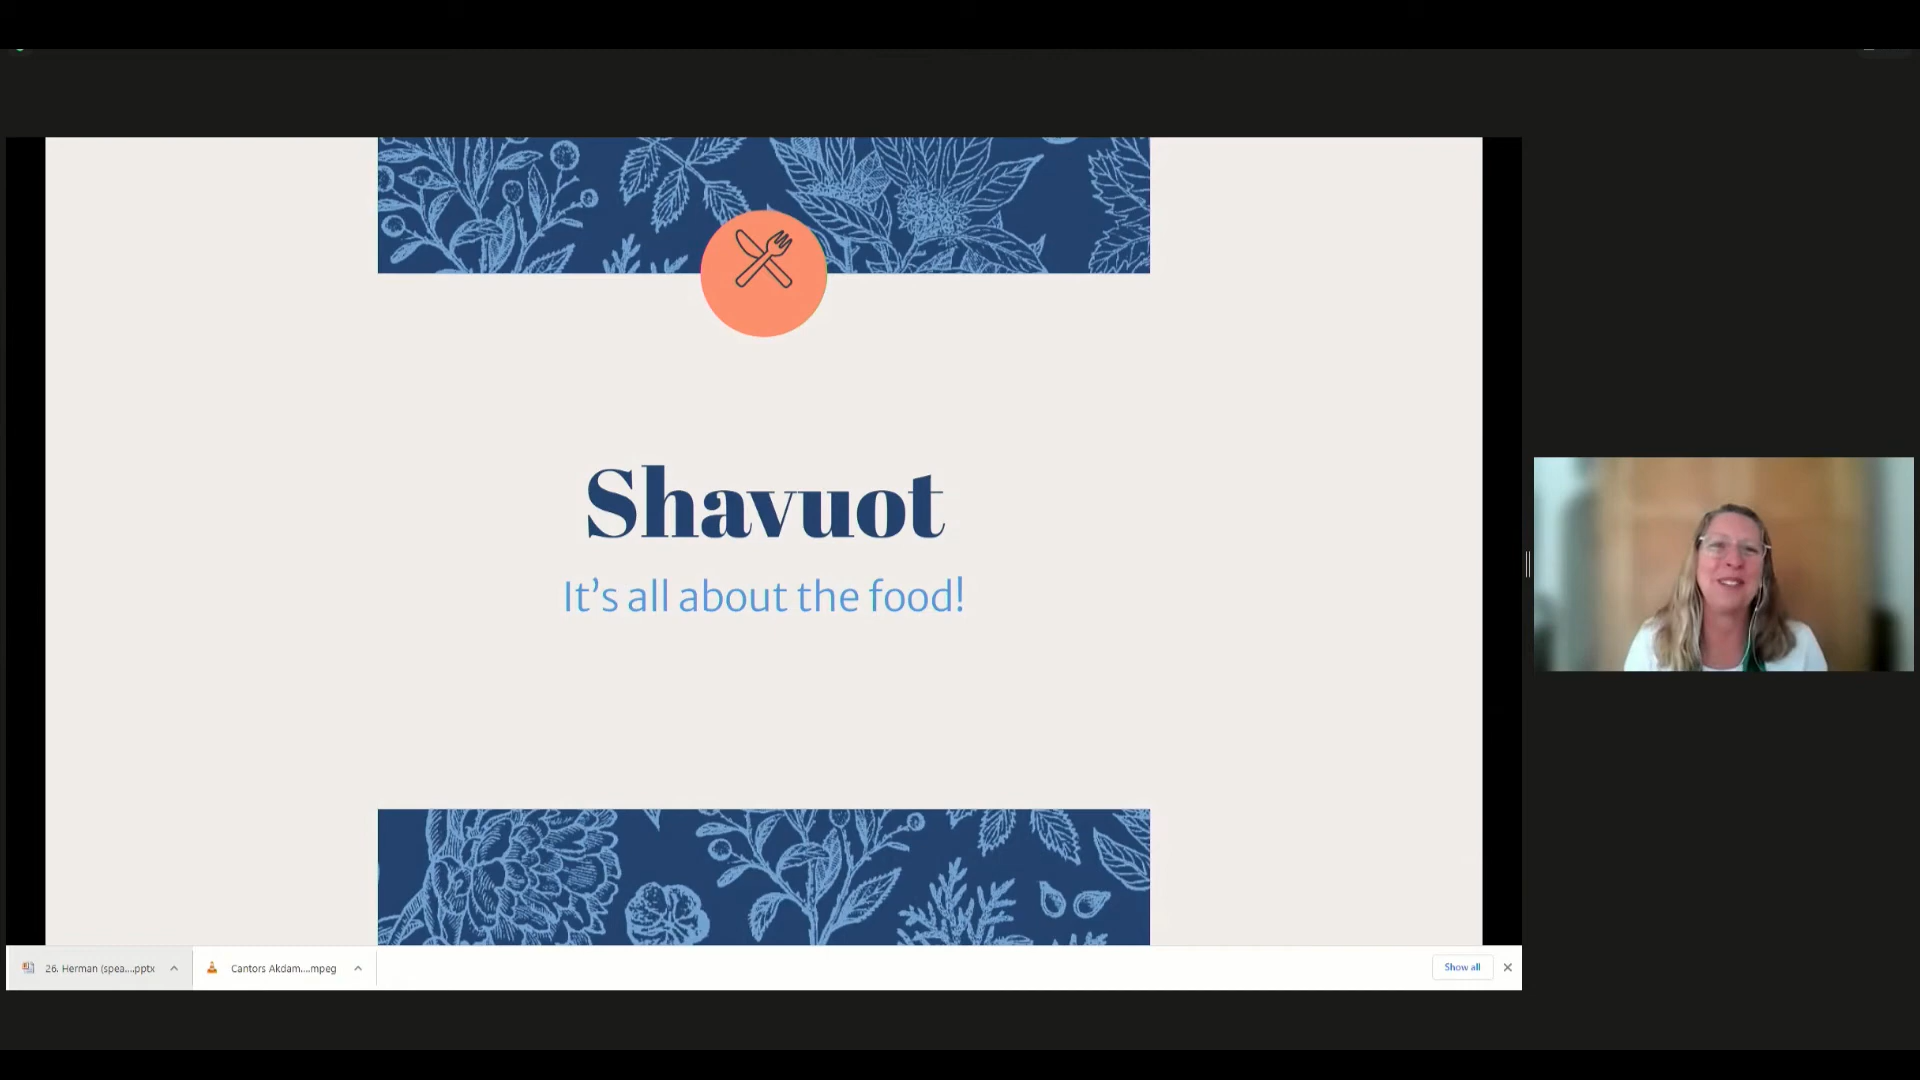 Shavuot
It’s all about the food!
26. Herman (spea....pptx
Cantors Akdam....mpeg
Show all